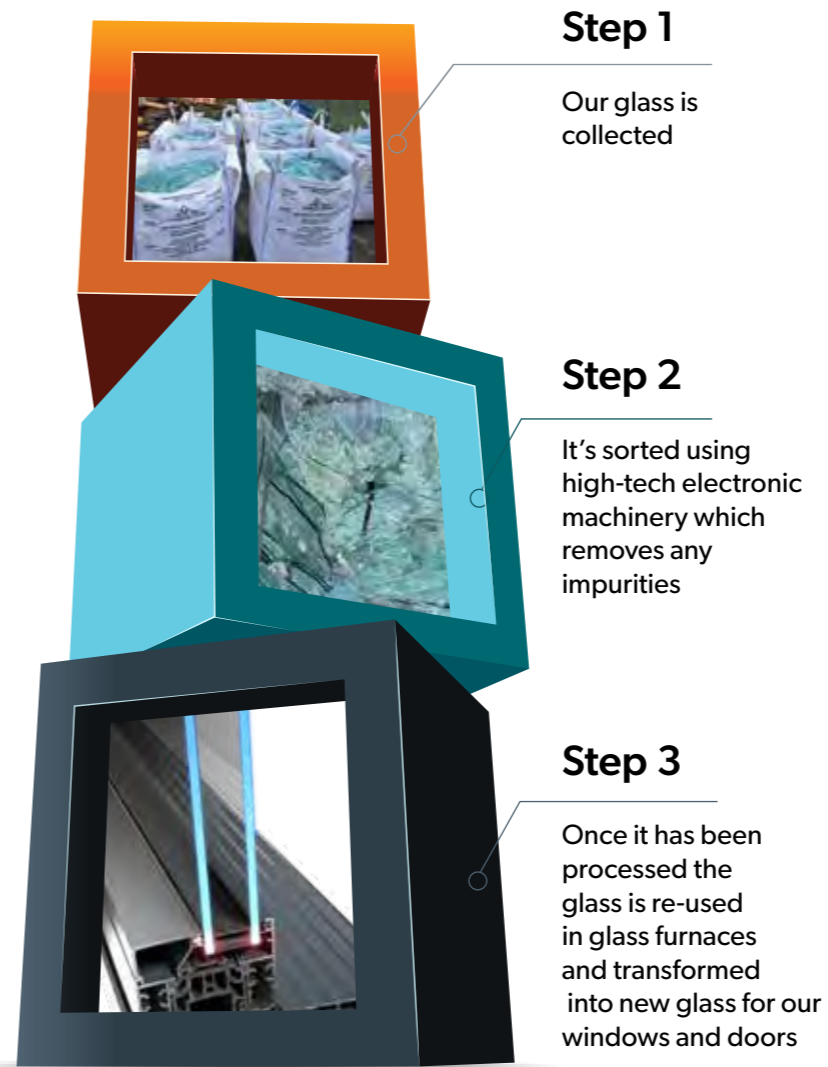 Step 1
Our glass is
collected
Step 2
It's sorted using
high-tech electronic
machinery which
removes any
impurities
Step 3
Once it has been
processed the
glass is re-used
in glass furnaces
and transformed
into new glass for our
windows and doors